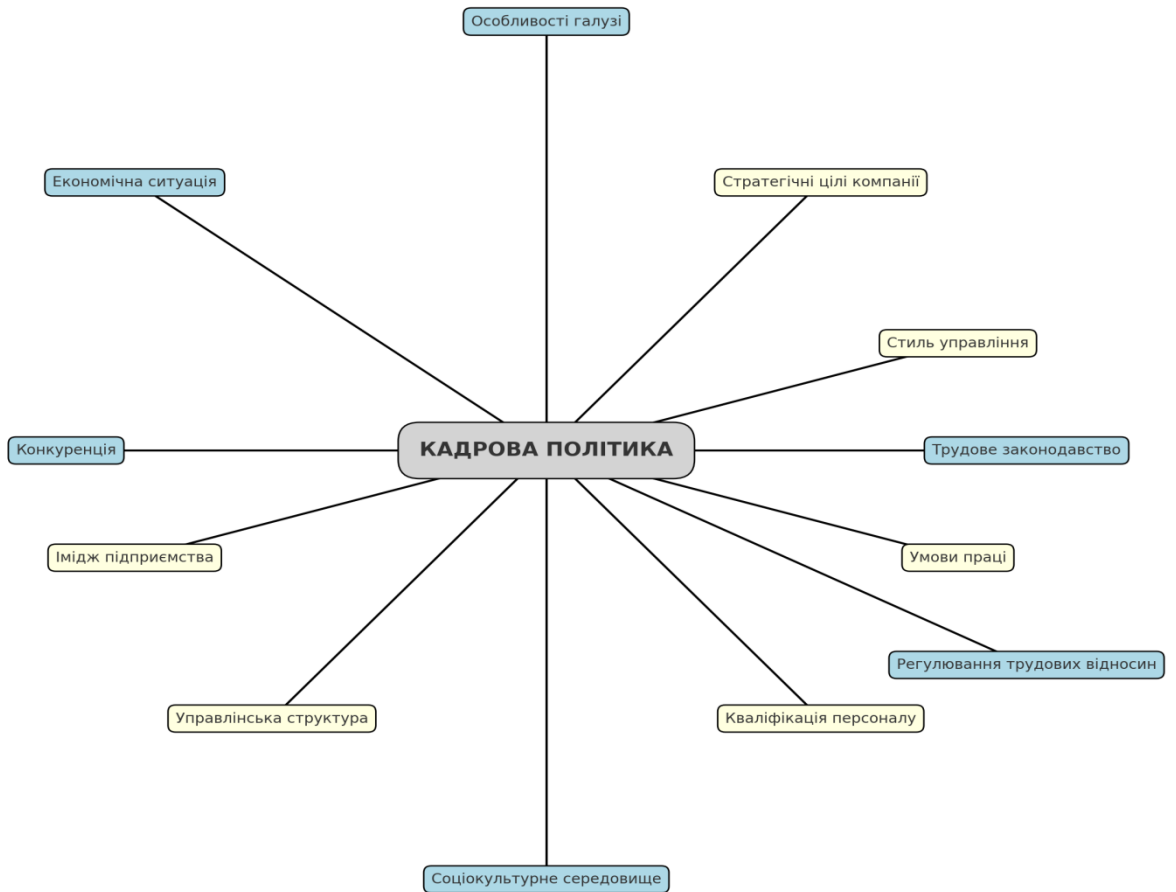 Особливості галузі
Економічна ситуація
Стратегічні цілі компанії
Стиль управління
КАДРОВА ПОЛІТИКА
Конкуренція
Трудове законодавство
Імідж підприємства
Умови праці
Регулювання трудових відносин
Управлінська структура
Кваліфікація персоналу
Соціокультурне середовище